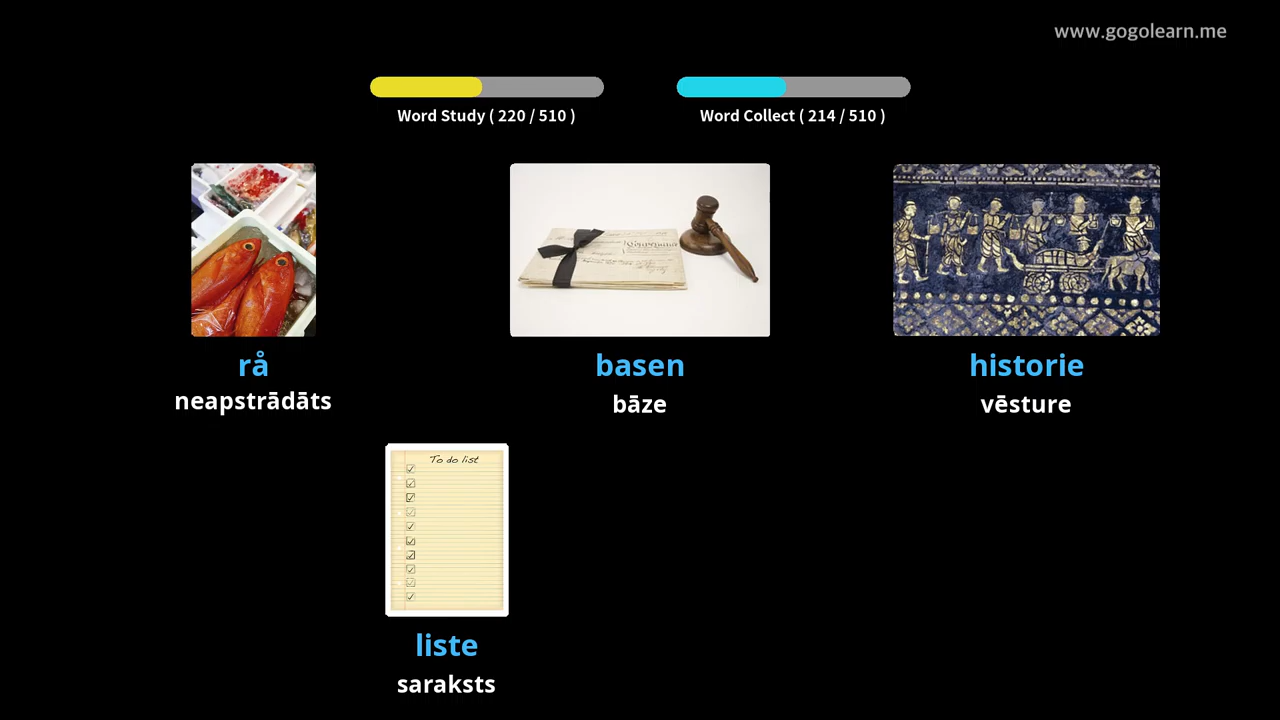 www.gogolearn.me
Word Study ( 220 / 510 )
Word Collect ( 214 / 510 )
rå
neapstrādāts
basen
bāze
historie
vēsture
To do list
liste
saraksts